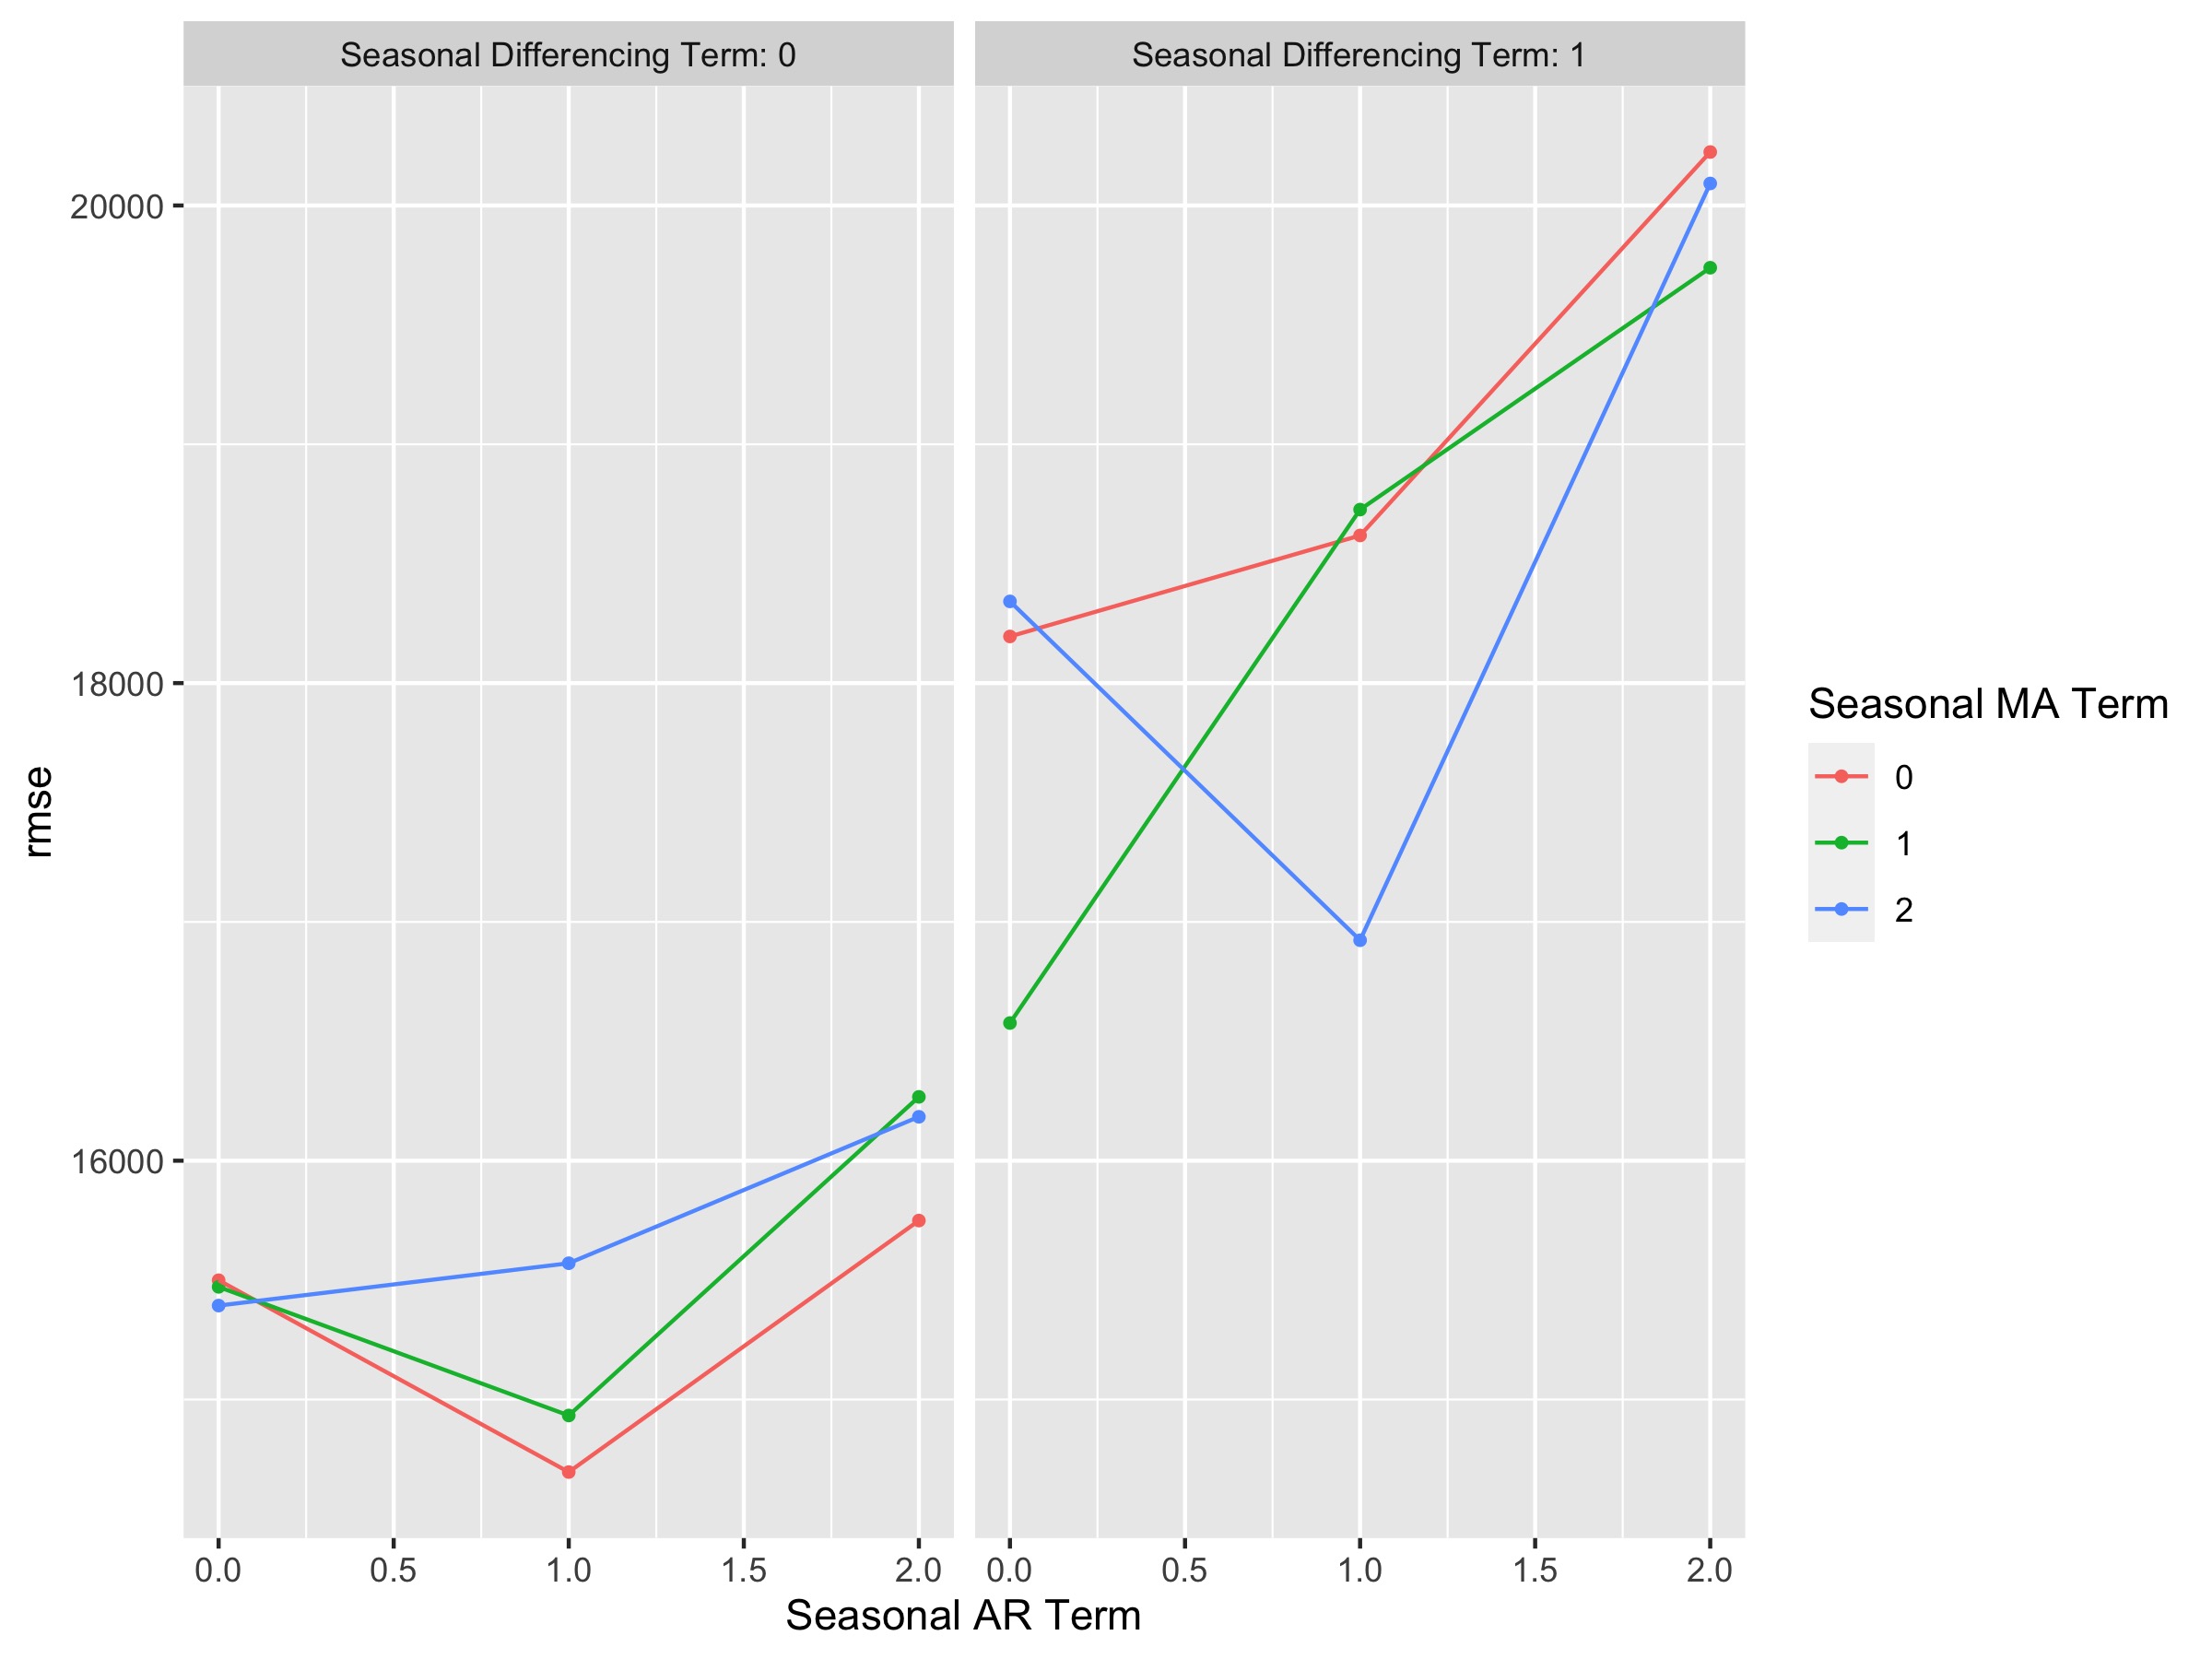 Seasonal Differencing Term: 0
Seasonal Differencing Term: 1
20000
18000
16000
rmse
0.0 0.5 1.0 1.5 2.0
0.0 0.5 1.0 1.5 2.0
Seasonal AR Term
Seasonal MA Term
0
1
2